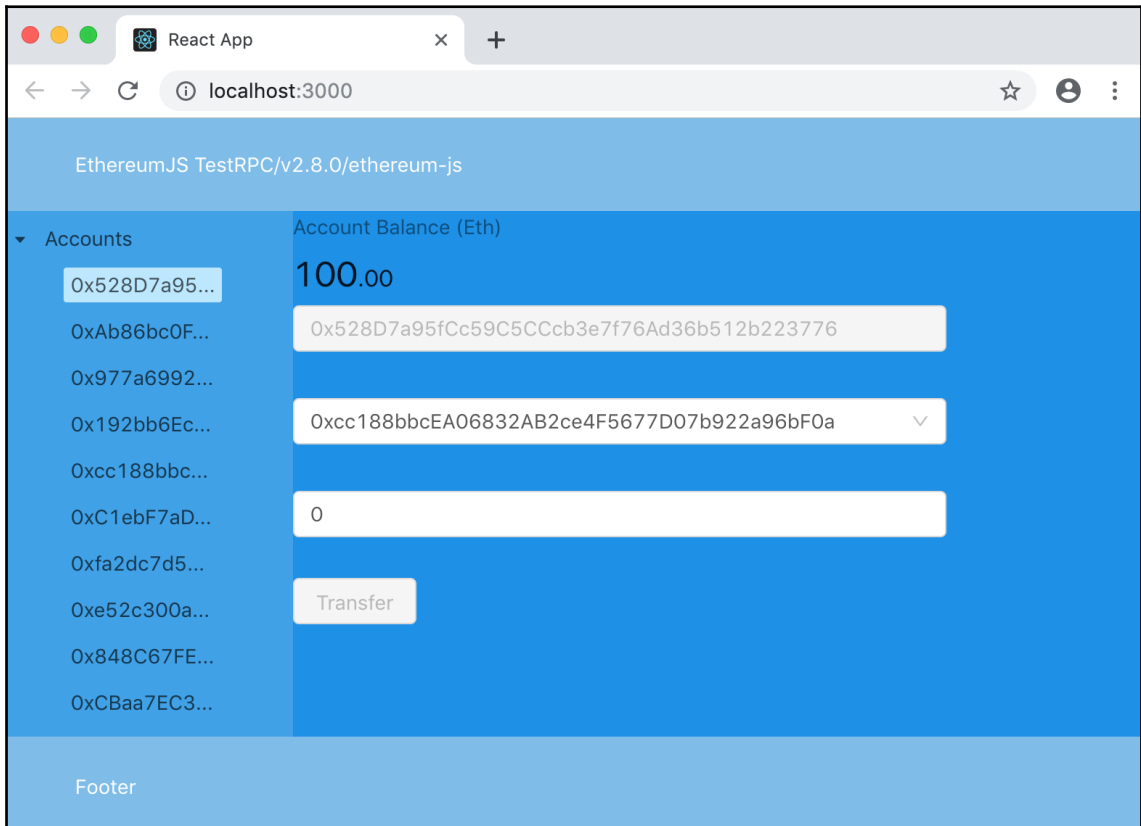 React App
localhost:3000
EthereumJS TestRPC/v2.8.0/ethereum-js
Accounts
0x528D7a95...
0xAb86bc0F...
0x977a6992...
0x192bb6Ec...
0xcc188bbc...
0xC1ebF7aD...
0xfa2dc7d5...
0xe52c300a...
0x848C67FE...
0xCBaa7EC3...
Account Balance (Eth)
100.00
0x528D7a95fCc59C5CCcb3e7f76Ad36b512b223776
0xcc188bbcEA06832AB2ce4F5677D07b922a96bF0a
0
Transfer
Footer